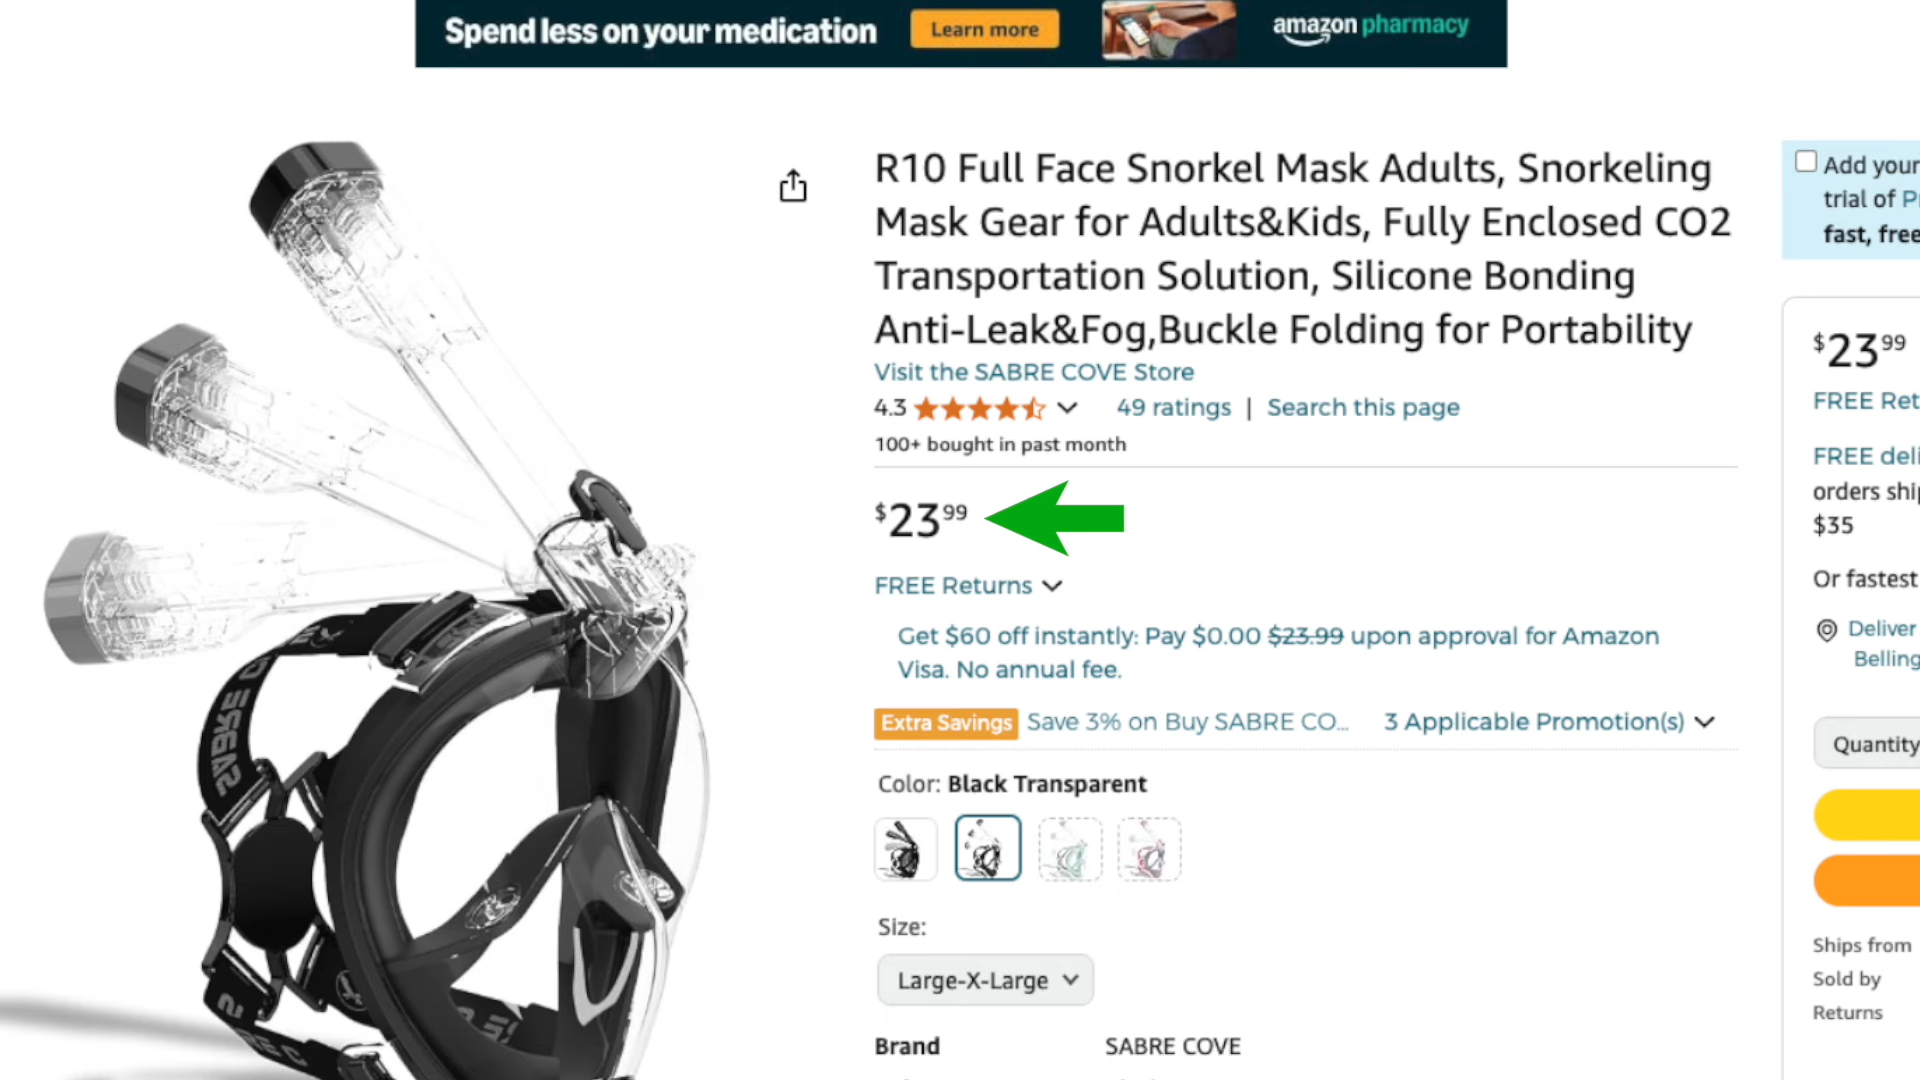 Spend less on your medication
Learn more
amazon pharmacy
R10 Full Face Snorkel Mask Adults, Snorkeling
Mask Gear for Adults&Kids, Fully Enclosed CO2
Transportation Solution, Silicone Bonding
Anti-Leak&Fog,Buckle Folding for Portability
Visit the SABRE COVE Store
4.3
49 ratings | Search this page
100+ bought in past month
$23 99
FREE Returns
Get $60 off instantly: Pay $0.00 $23.99 upon approval for Amazon
Visa. No annual fee.
Extra Savings Save 3% on Buy SABRE CO... 3 Applicable Promotion(s)
Color: Black Transparent
Size:
Large-X-Large
Brand SABRE COVE
Add your
trial of
fast, free
$23 99
FREE Ret
FREE deli
orders ship
$35
Or fastest
Deliver
Belling
Quantity
Ships from
Sold by
Returns
SABRE